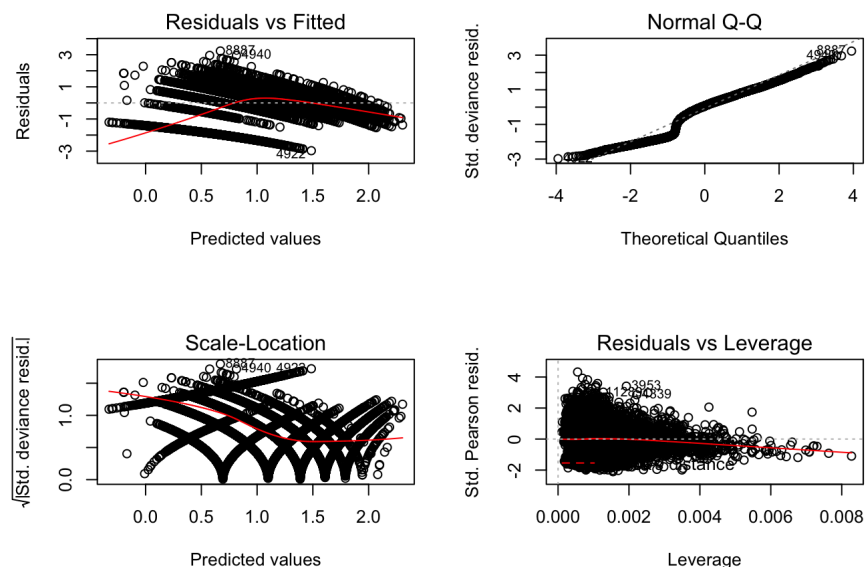 Residuals vs Fitted
Residuals
3
1
-1
-3
8887
4940
4922
0.0 0.5 1.0 1.5 2.0
Predicted values
Normal Q-Q
Std. deviance resid.
3
1
-1
-3
8887
-4 -2 0 2 4
Theoretical Quantiles
Scale-Location
√|Std. deviance resid.|
1.0
0.0
8887
4940
4922
0.0 0.5 1.0 1.5 2.0
Predicted values
Residuals vs Leverage
Std. Pearson resid.
4
2
0
-2
3953
0.000 0.002 0.004 0.006 0.008
Leverage